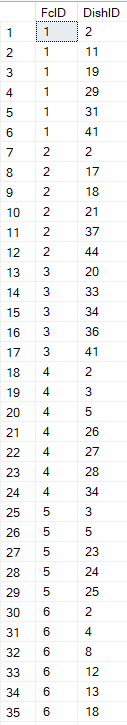 FcID DishID
1 1 2
2 1 11
3 1 19
4 1 29
5 1 31
6 1 41
7 2 2
8 2 17
9 2 18
10 2 21
11 2 37
12 2 44
13 3 20
14 3 33
15 3 34
16 3 36
17 3 41
18 4 2
19 4 3
20 4 5
21 4 26
22 4 27
23 4 28
24 4 34
25 5 3
26 5 5
27 5 23
28 5 24
29 5 25
30 6 2
31 6 4
32 6 8
33 6 12
34 6 13
35 6 18